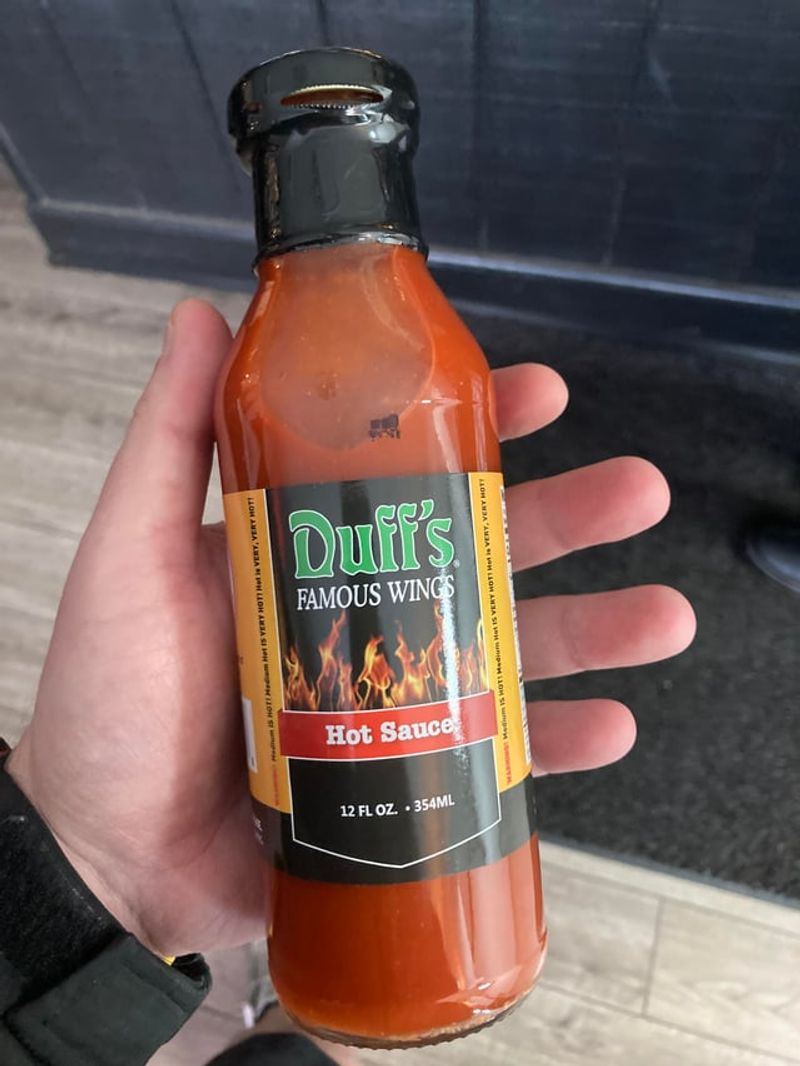 Duff's
FAMOUS WINGS
Hot Sauce
12 FL OZ. • 354ML
WARNING! Medium IS HOT! Medium Hot IS VERY HOT! Hot is VERY, VERY HOT!
WARNING! Medium IS HOT! Medium Hot IS VERY HOT! Hot is VERY, VERY HOT!